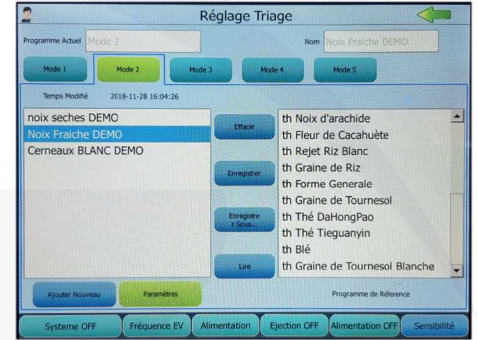 Réglage Triage
Programme Actuel Mode 2 Nom Noix Fraiche DEMO
Mode 1 Mode 2 Mode 3 Mode 4 Mode 5
Temps Modifié 2018-11-28 16:04:26
noix seches DEMO
Noix Fraiche DEMO
Cerneaux BLANC DEMO
Effacer
Enregistrer
Enregistre
r Sous...
Lire
th Noix d'arachide
th Fleur de Cacahuète
th Rejet Riz Blanc
th Graine de Riz
th Forme Generale
th Graine de Tournesol
th Thé DaHongPao
th Thé Tieguanyin
th Blé
th Graine de Tournesol Blanche
Ajouter Nouveau Paramètres Programme de Réference
Systeme OFF Fréquence EV Alimentation Ejection OFF Alimentation OFF Sensibilité